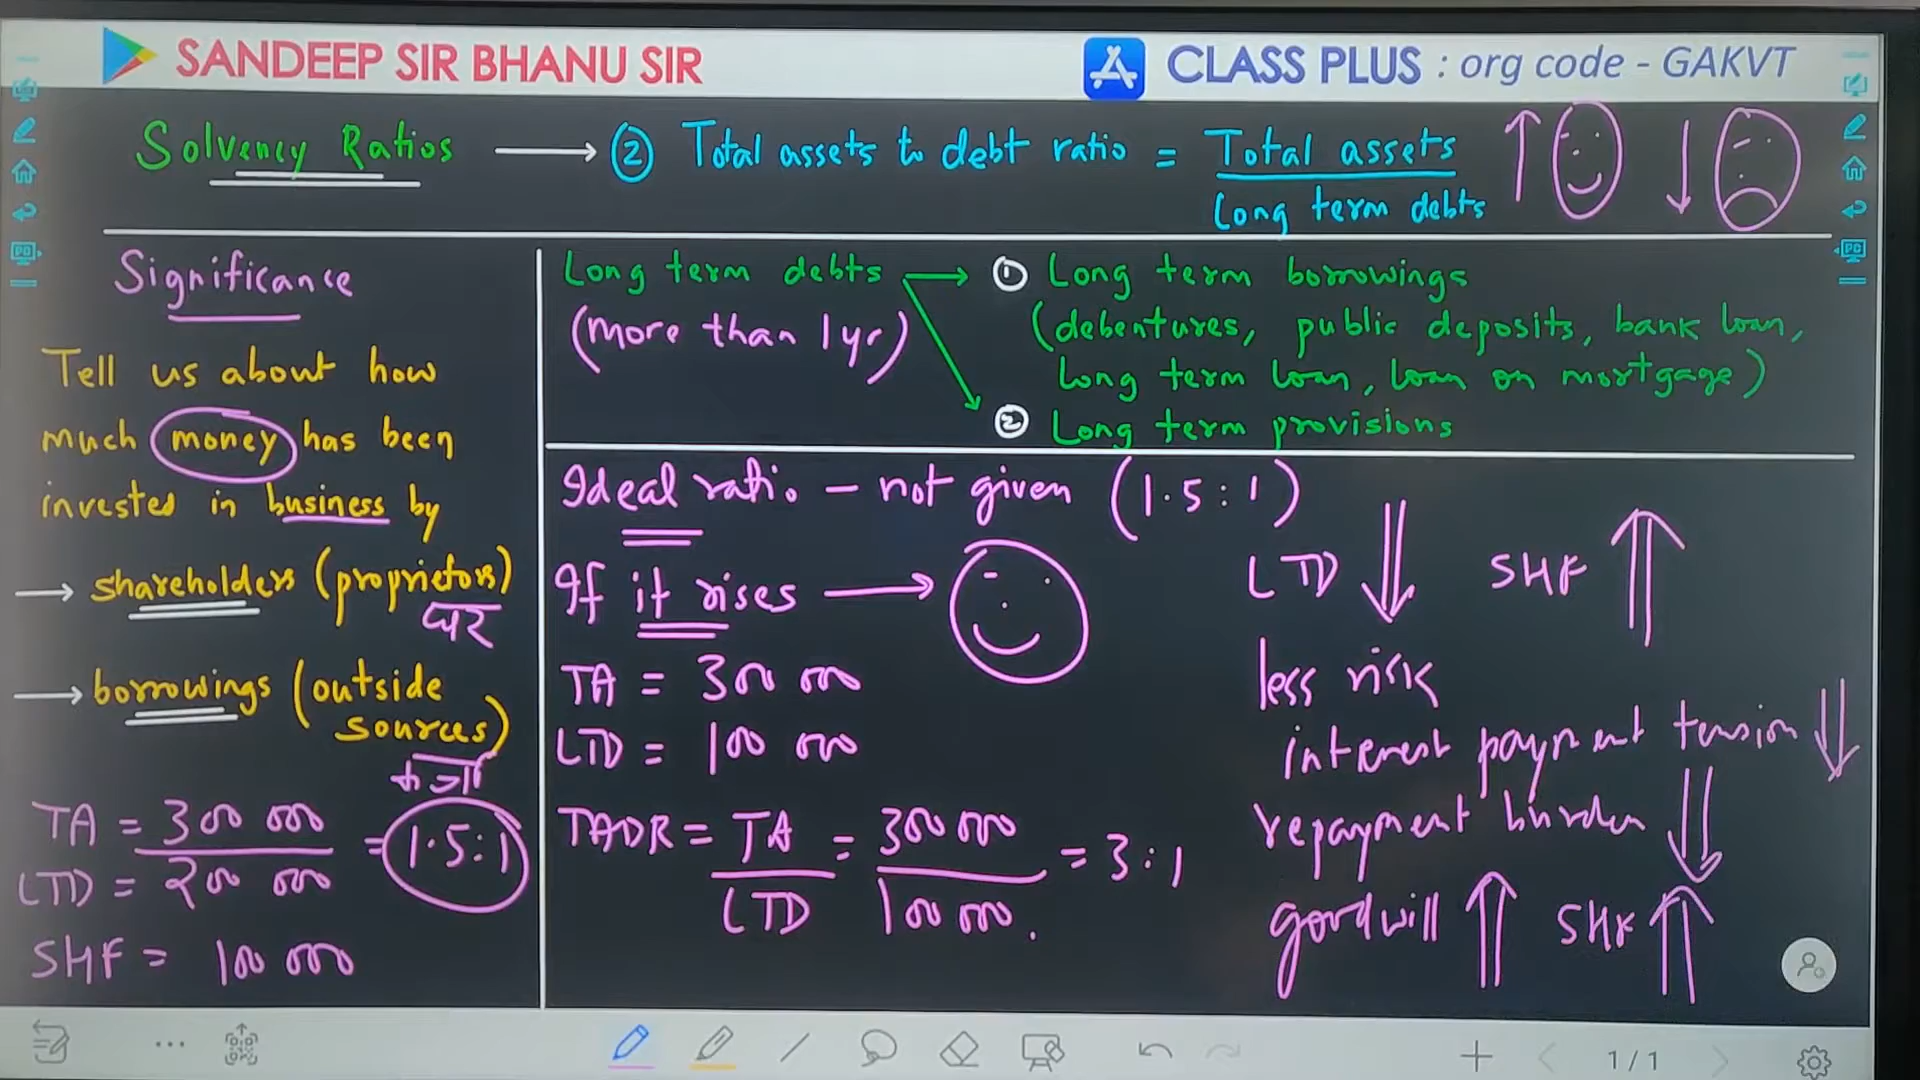 SANDEEP SIR BHANU SIR
CLASS PLUS : org code - GAKVT
Solvency Ratios → ② Total assets to debt ratio = Total assets
Long term debts
Significance
Tell us about how
much money has been
invested in business by
→ shareholders (proprietors)
घर
→ borrowings (outside
sources)
कर्जा
TA = 300 000
LTD = 200 000
= 1.5:1
SHF = 100 000
Long term debts → ① Long term borrowings
(more than 1 yr)
(debentures, public deposits, bank loan,
Long term loan, loan on mortgage)
② Long term provisions
Ideal ratio – not given (1.5:1)
If it rises →
TA = 300 000
LTD = 100 000
TADR = TA = 300 000 = 3:1
LTD 100 000.
LTD ↓ SHF ↑
less risk
interest payment tension ↓
repayment burden ↓
goodwill ↑ SHF ↑
PC
PC
1/1